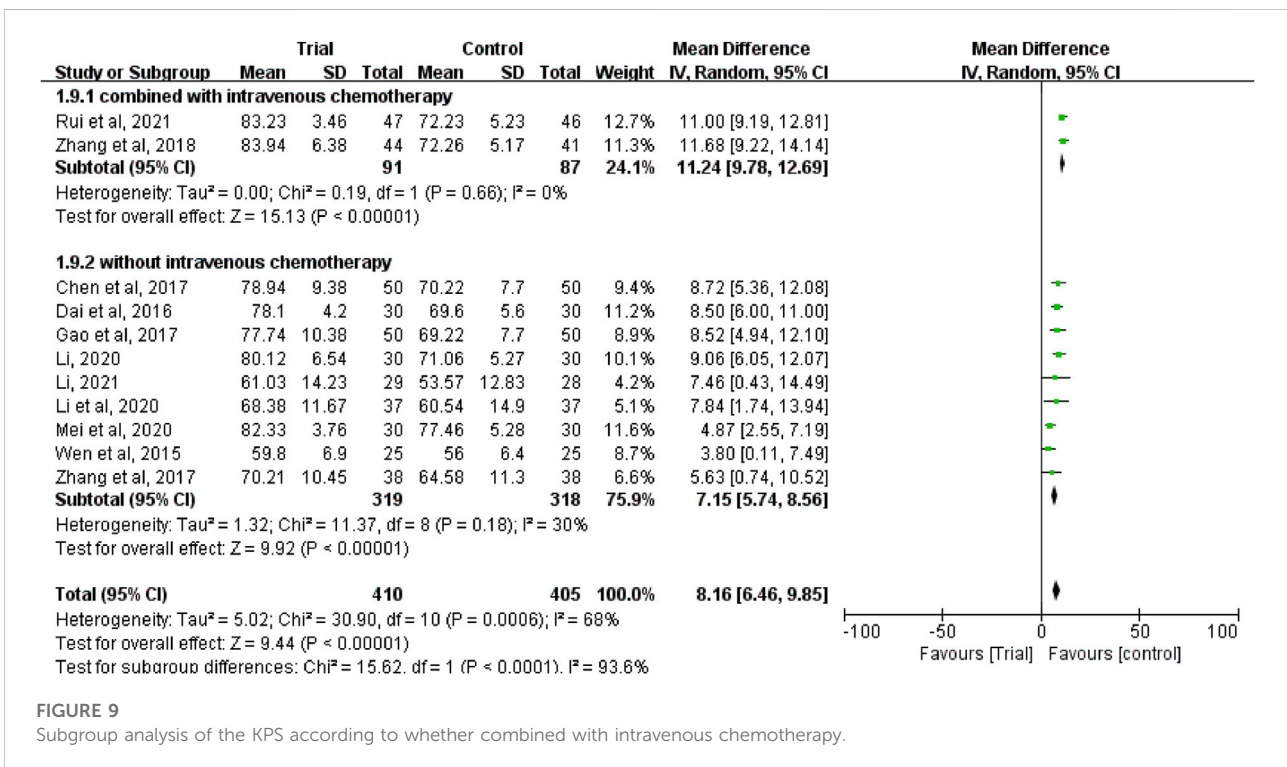 Trial Control Mean Difference Mean Difference
Study or Subgroup Mean SD Total Mean SD Total Weight IV, Random, 95% CI IV, Random, 95% CI
1.9.1 combined with intravenous chemotherapy
Rui et al, 2021 83.23 3.46 47 72.23 5.23 46 12.7% 11.00 [9.19, 12.81]
Zhang et al, 2018 83.94 6.38 44 72.26 5.17 41 11.3% 11.68 [9.22, 14.14]
Subtotal (95% CI) 91 87 24.1% 11.24 [9.78, 12.69]
Heterogeneity: Tau² = 0.00; Chi² = 0.19, df = 1 (P = 0.66); I² = 0%
Test for overall effect: Z = 15.13 (P < 0.00001)
1.9.2 without intravenous chemotherapy
Chen et al, 2017 78.94 9.38 50 70.22 7.7 50 9.4% 8.72 [5.36, 12.08]
Dai et al, 2016 78.1 4.2 30 69.6 5.6 30 11.2% 8.50 [6.00, 11.00]
Gao et al, 2017 77.74 10.38 50 69.22 7.7 50 8.9% 8.52 [4.94, 12.10]
Li, 2020 80.12 6.54 30 71.06 5.27 30 10.1% 9.06 [6.05, 12.07]
Li, 2021 61.03 14.23 29 53.57 12.83 28 4.2% 7.46 [0.43, 14.49]
Li et al, 2020 68.38 11.67 37 60.54 14.9 37 5.1% 7.84 [1.74, 13.94]
Mei et al, 2020 82.33 3.76 30 77.46 5.28 30 11.6% 4.87 [2.55, 7.19]
Wen et al, 2015 59.8 6.9 25 56 6.4 25 8.7% 3.80 [0.11, 7.49]
Zhang et al, 2017 70.21 10.45 38 64.58 11.3 38 6.6% 5.63 [0.74, 10.52]
Subtotal (95% CI) 319 318 75.9% 7.15 [5.74, 8.56]
Heterogeneity: Tau² = 1.32; Chi² = 11.37, df = 8 (P = 0.18); I² = 30%
Test for overall effect: Z = 9.92 (P < 0.00001)
Total (95% CI) 410 405 100.0% 8.16 [6.46, 9.85]
Heterogeneity: Tau² = 5.02; Chi² = 30.90, df = 10 (P = 0.0006); I² = 68%
Test for overall effect: Z = 9.44 (P < 0.00001)
Test for subgroup differences: Chi² = 15.62, df = 1 (P < 0.0001), I² = 93.6%
-100 -50 0 50 100
Favours [Trial] Favours [control]
FIGURE 9
Subgroup analysis of the KPS according to whether combined with intravenous chemotherapy.